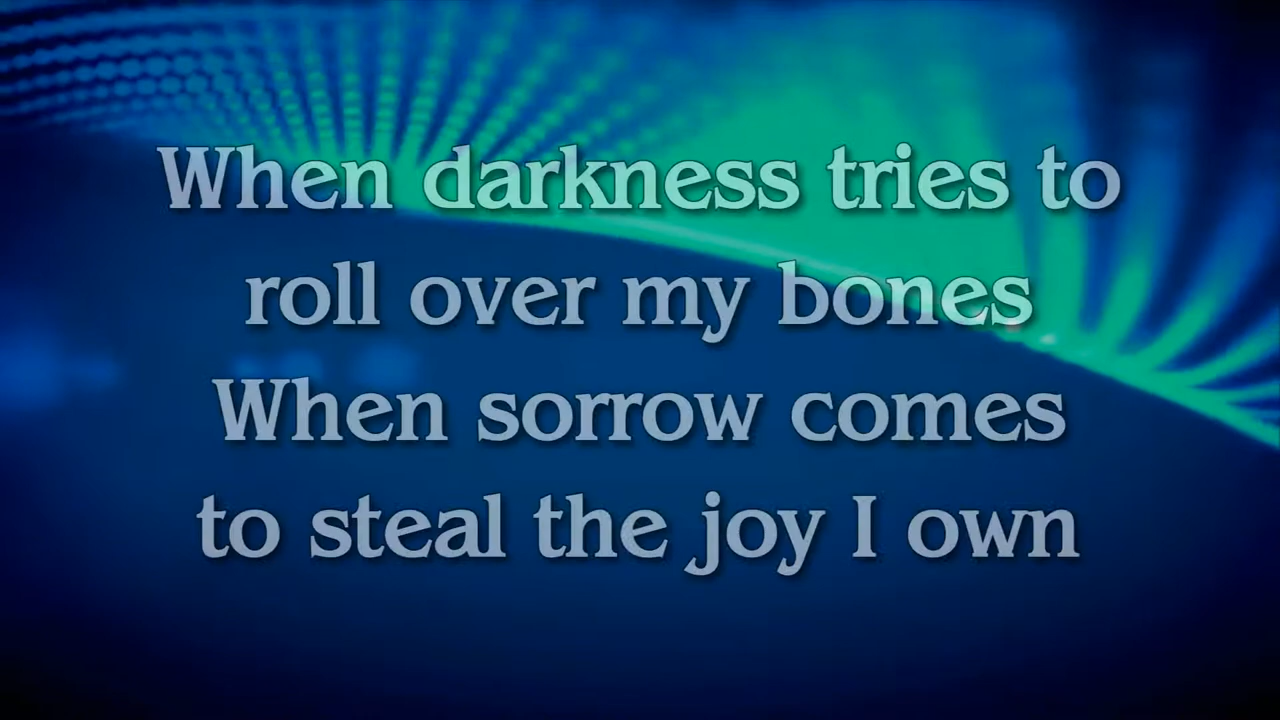 When darkness tries to
roll over my bones
When sorrow comes
to steal the joy I own